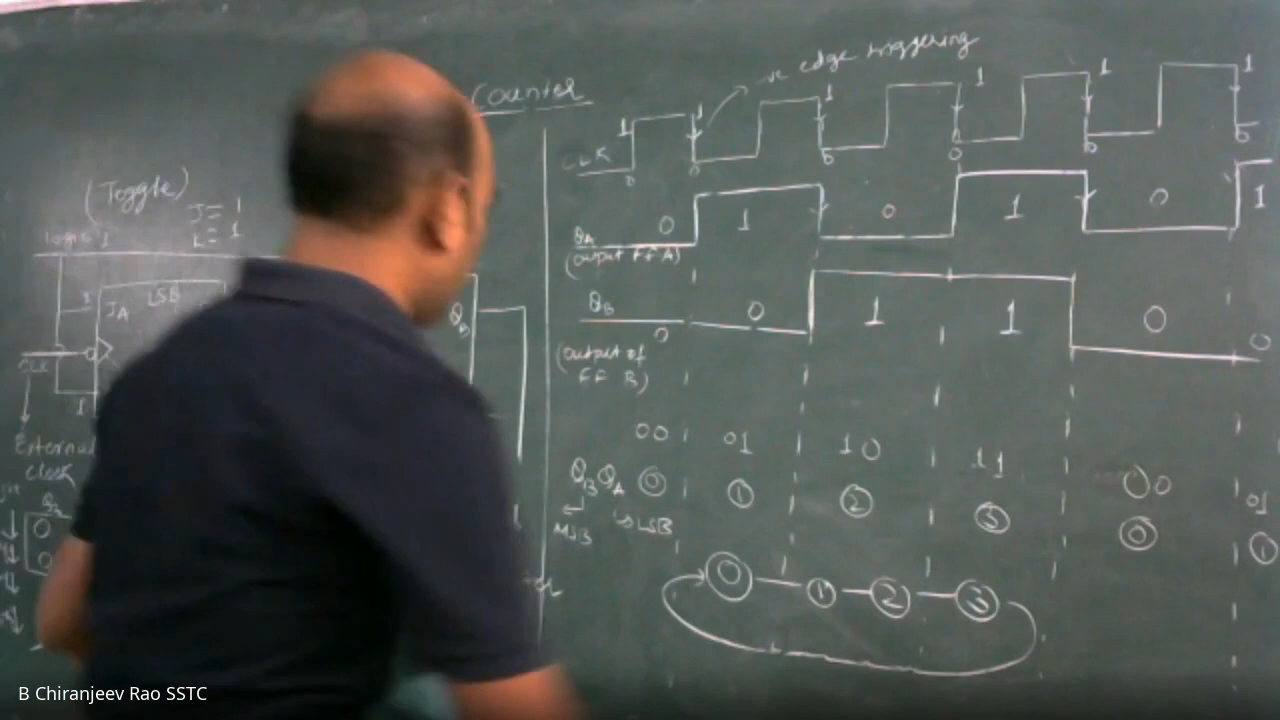 Counter
(Toggle)
J = 1
K = 1
logic 1
J
JA
LSB
CLK
1
External
clock
QB
-ve edge triggering
CLK
1 1 1 1 1 1
0 0 0 0 0 0
QA 0 1 0 1 0 1
(output FF A)
QB
0 0 1 1 0 0
(output of
FF B)
00 01 10 11 00 01
QB QA 0 1 2 3 0 1
MSB LSB
0 1 2 3
B Chiranjeev Rao SSTC